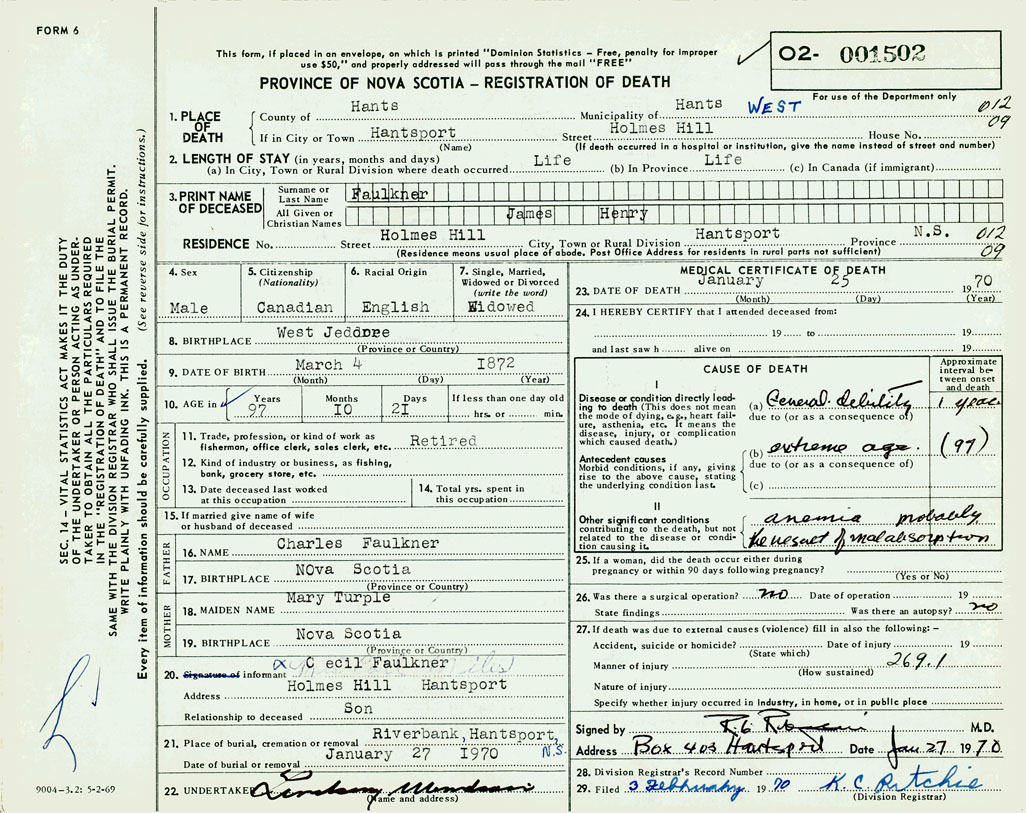 FORM 6
This form, if placed in an envelope, on which is printed "Dominion Statistics – Free, penalty for improper
use $50," and properly addressed will pass through the mail "FREE"
O2- 001502
PROVINCE OF NOVA SCOTIA – REGISTRATION OF DEATH
For use of the Department only
1. PLACE OF DEATH
County of Hants Municipality of Hants WEST 012
09
If in City or Town Hantsport Street Holmes Hill House No.
(Name) (If death occurred in a hospital or institution, give the name instead of street and number)
2. LENGTH OF STAY (in years, months and days)
(a) In City, Town or Rural Division where death occurred Life (b) In Province Life (c) In Canada (if immigrant)
3. PRINT NAME OF DECEASED
Surname or Last Name Faulkner
All Given or Christian Names James Henry
RESIDENCE No. Street Holmes Hill City, Town or Rural Division Hantsport Province N.S. 012
(Residence means usual place of abode. Post Office Address for residents in rural parts not sufficient) 09
4. Sex
Male
5. Citizenship
(Nationality)
Canadian
6. Racial Origin
English
7. Single, Married,
Widowed or Divorced
(write the word)
Widowed
8. BIRTHPLACE West Jeddore
(Province or Country)
9. DATE OF BIRTH March 4 1872
(Month) (Day) (Year)
10. AGE in
Years Months Days If less than one day old
97 10 21 hrs. or min.
OCCUPATION
11. Trade, profession, or kind of work as
fisherman, office clerk, sales clerk, etc. Retired
12. Kind of industry or business, as fishing,
bank, grocery store, etc.
13. Date deceased last worked
at this occupation
14. Total yrs. spent in
this occupation
15. If married give name of wife
or husband of deceased
FATHER
16. NAME Charles Faulkner
17. BIRTHPLACE NOva Scotia
(Province or Country)
MOTHER
18. MAIDEN NAME Mary Turple
19. BIRTHPLACE Nova Scotia
(Province or Country)
20. Signature of informant x C ecil Faulkner
Address Holmes Hill Hantsport
Relationship to deceased Son
21. Place of burial, cremation or removal Riverbank, Hantsport
N.S.
Date of burial or removal January 27 1970
22. UNDERTAKER Lindsay
(Name and address)
MEDICAL CERTIFICATE OF DEATH
23. DATE OF DEATH January 25 1970
(Month) (Day) (Year)
24. I HEREBY CERTIFY that I attended deceased from:
19 to 19
and last saw h alive on 19
CAUSE OF DEATH
Approximate
interval be-
tween onset
and death
I
Disease or condition directly lead-
ing to death (This does not mean
the mode of dying, e.g., heart fail-
ure, asthenia, etc. It means the
disease, injury, or complication
which caused death.)
(a) General debility 1 year
due to (or as a consequence of)
Antecedent causes
Morbid conditions, if any, giving
rise to the above cause, stating
the underlying condition last.
(b) extreme age (97)
due to (or as a consequence of)
(c)
II
Other significant conditions
contributing to the death, but not
related to the disease or condi-
tion causing it.
anemia probably
the result of malabsorption
25. If a woman, did the death occur either during
pregnancy or within 90 days following pregnancy?
(Yes or No)
26. Was there a surgical operation? no Date of operation 19
State findings Was there an autopsy? no
27. If death was due to external causes (violence) fill in also the following: –
Accident, suicide or homicide? Date of injury 19
(State which)
Manner of injury 269.1
(How sustained)
Nature of injury
Specify whether injury occurred in Industry, in home, or in public place
Signed by M.D.
Address Box 403 Hantsport Date Jan. 27 1970
28. Division Registrar's Record Number
29. Filed 3 February 1970 K. C. Ritchie
(Division Registrar)
SEC. 14 – VITAL STATISTICS ACT MAKES IT THE DUTY
OF THE UNDERTAKER OR PERSON ACTING AS UNDER-
TAKER TO OBTAIN ALL THE PARTICULARS REQUIRED
IN THE "REGISTRATION OF DEATH" AND TO FILE THE
SAME WITH THE DIVISION REGISTRAR WHO SHALL ISSUE THE BURIAL PERMIT.
WRITE PLAINLY WITH UNFADING INK. THIS IS A PERMANENT RECORD.
Every item of information should be carefully supplied. (See reverse side for instructions.)
9004-3.2: 5-2-69